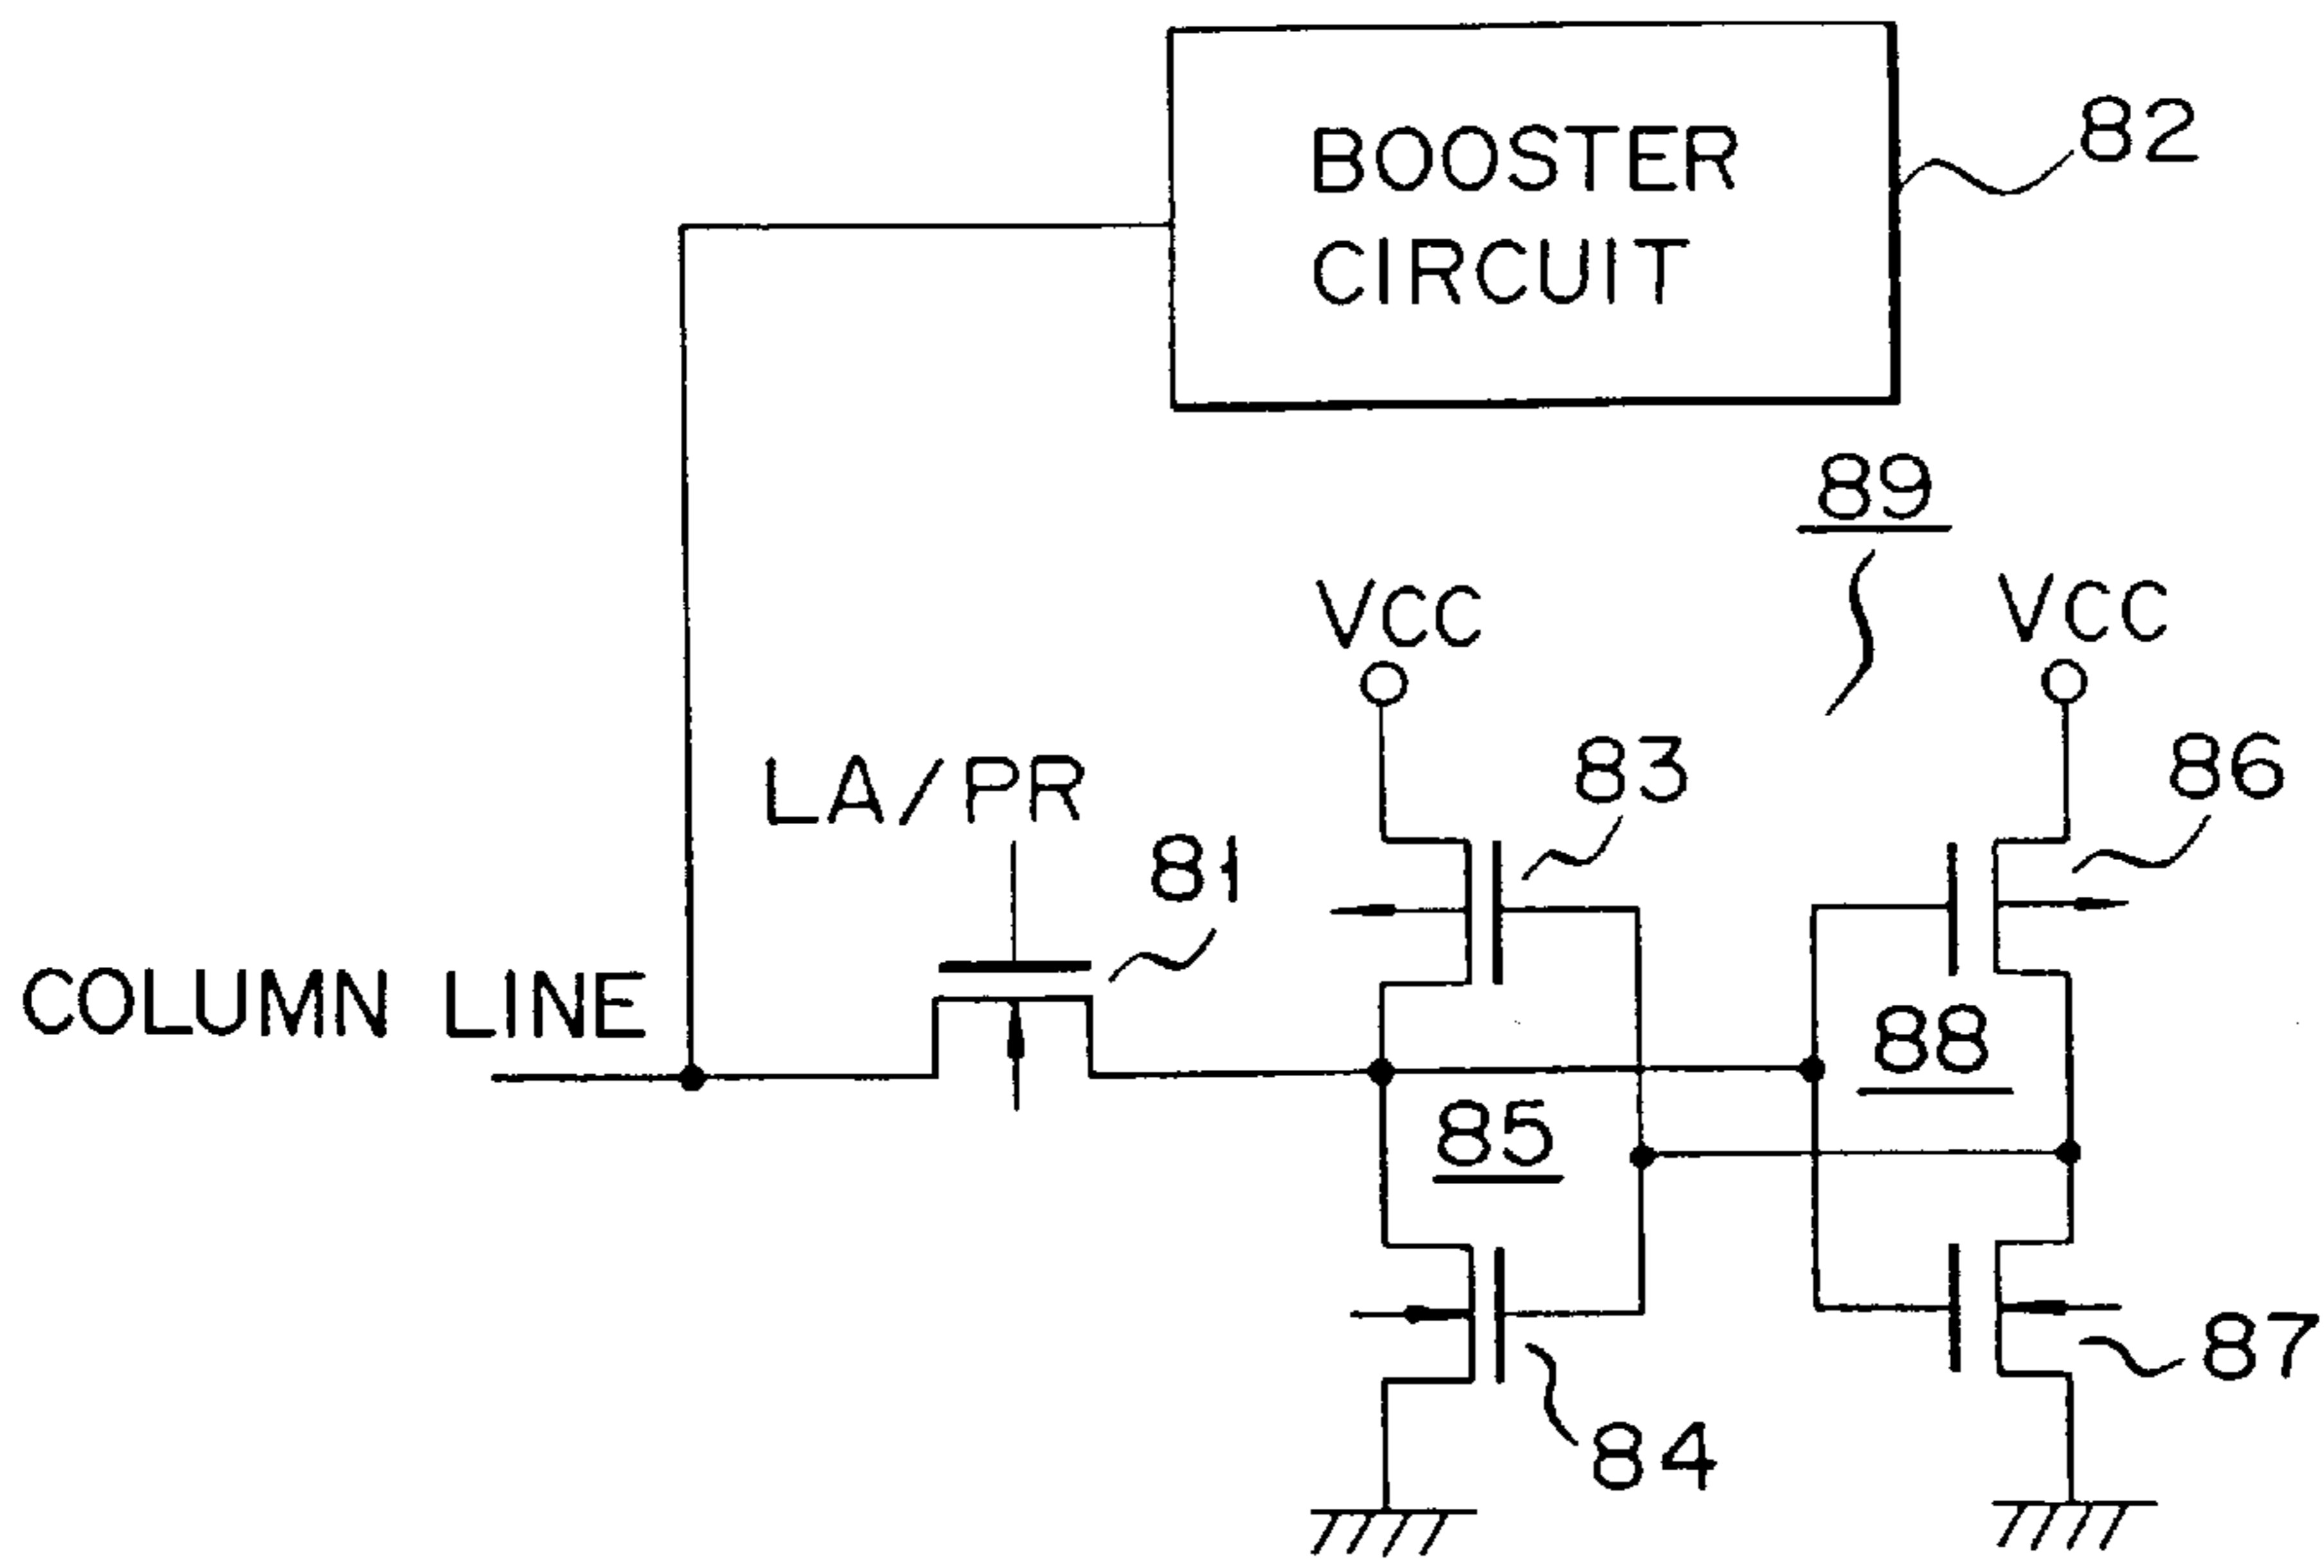 BOOSTER
CIRCUIT
82
89
VCC
VCC
LA/PR
83
86
81
COLUMN LINE
88
85
87
84